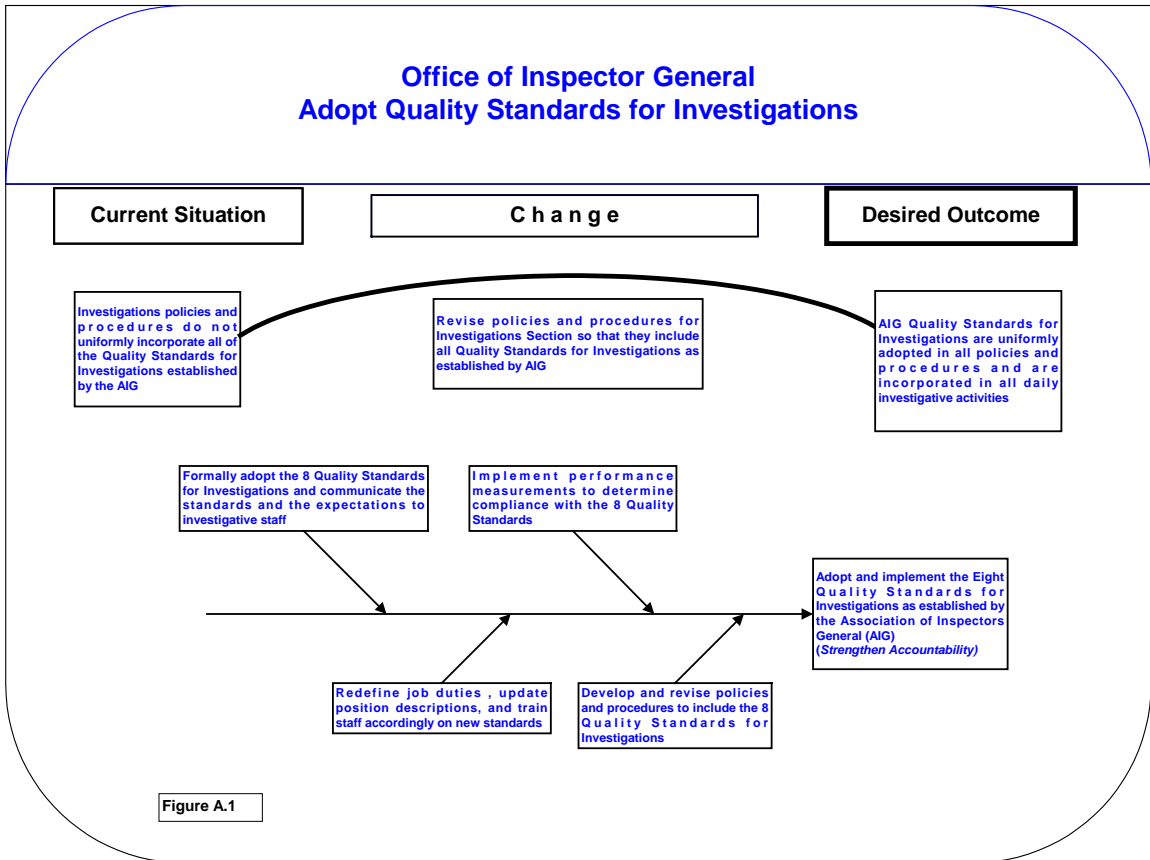 Office of Inspector General
Adopt Quality Standards for Investigations
Current Situation
C h a n g e
Desired Outcome
Investigations policies and
procedures do not
uniformly incorporate all of
the Quality Standards for
Investigations established
by the AIG
Revise policies and procedures for
Investigations Section so that they include
all Quality Standards for Investigations as
established by AIG
AIG Quality Standards for
Investigations are uniformly
adopted in all policies and
procedures and are
incorporated in all daily
investigative activities
Formally adopt the 8 Quality Standards
for Investigations and communicate the
standards and the expectations to
investigative staff
Implement performance
measurements to determine
compliance with the 8 Quality
Standards
Adopt and implement the Eight
Quality Standards for
Investigations as established by
the Association of Inspectors
General (AIG)
(Strengthen Accountability)
Redefine job duties , update
position descriptions, and train
staff accordingly on new standards
Develop and revise policies
and procedures to include the 8
Quality Standards for
Investigations
Figure A.1